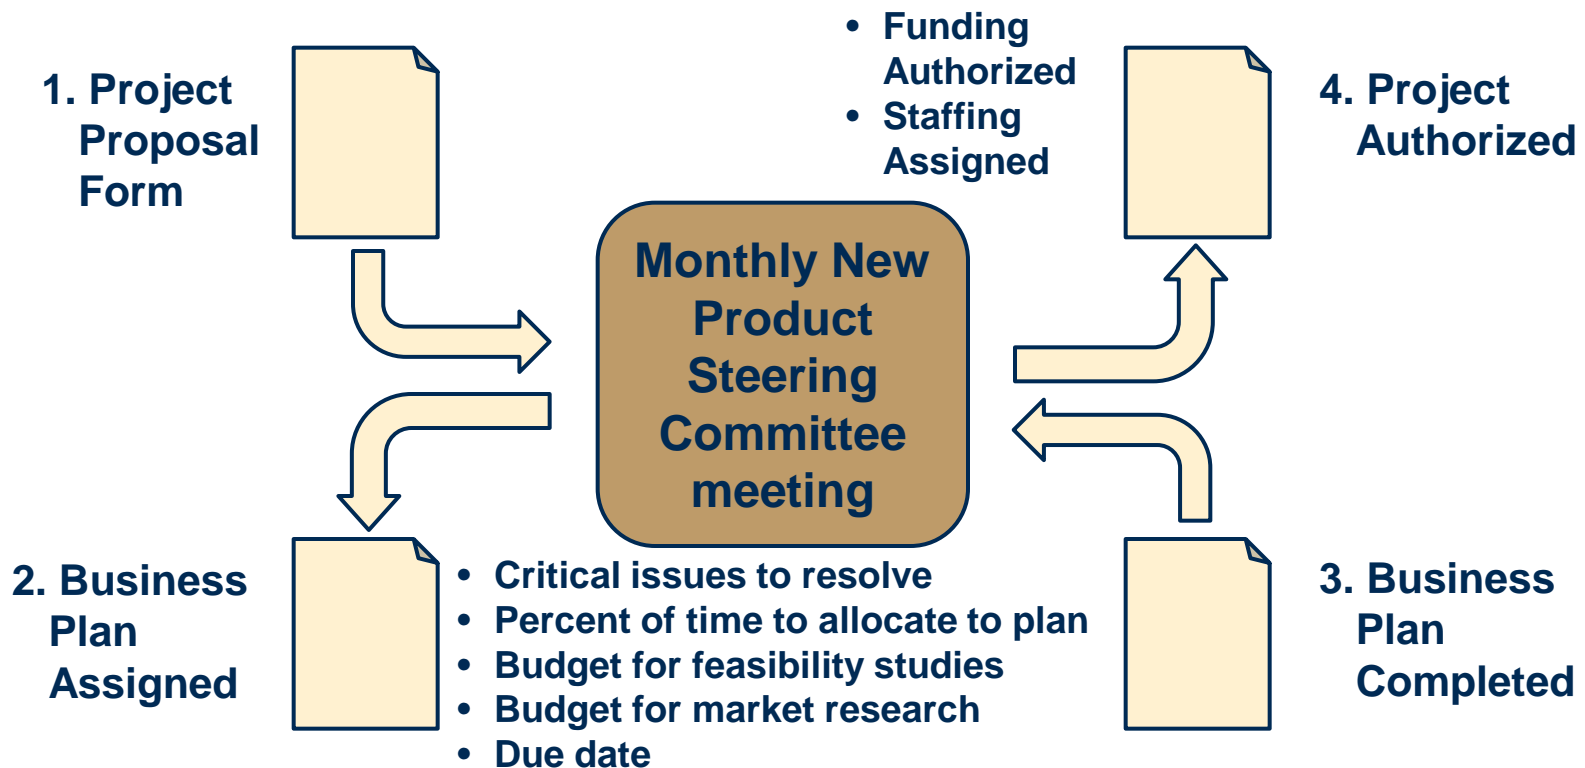 1. Project
Proposal
Form
• Funding
Authorized
• Staffing
Assigned
4. Project
Authorized
Monthly New
Product
Steering
Committee
meeting
2. Business
Plan
Assigned
• Critical issues to resolve
• Percent of time to allocate to plan
• Budget for feasibility studies
• Budget for market research
• Due date
3. Business
Plan
Completed